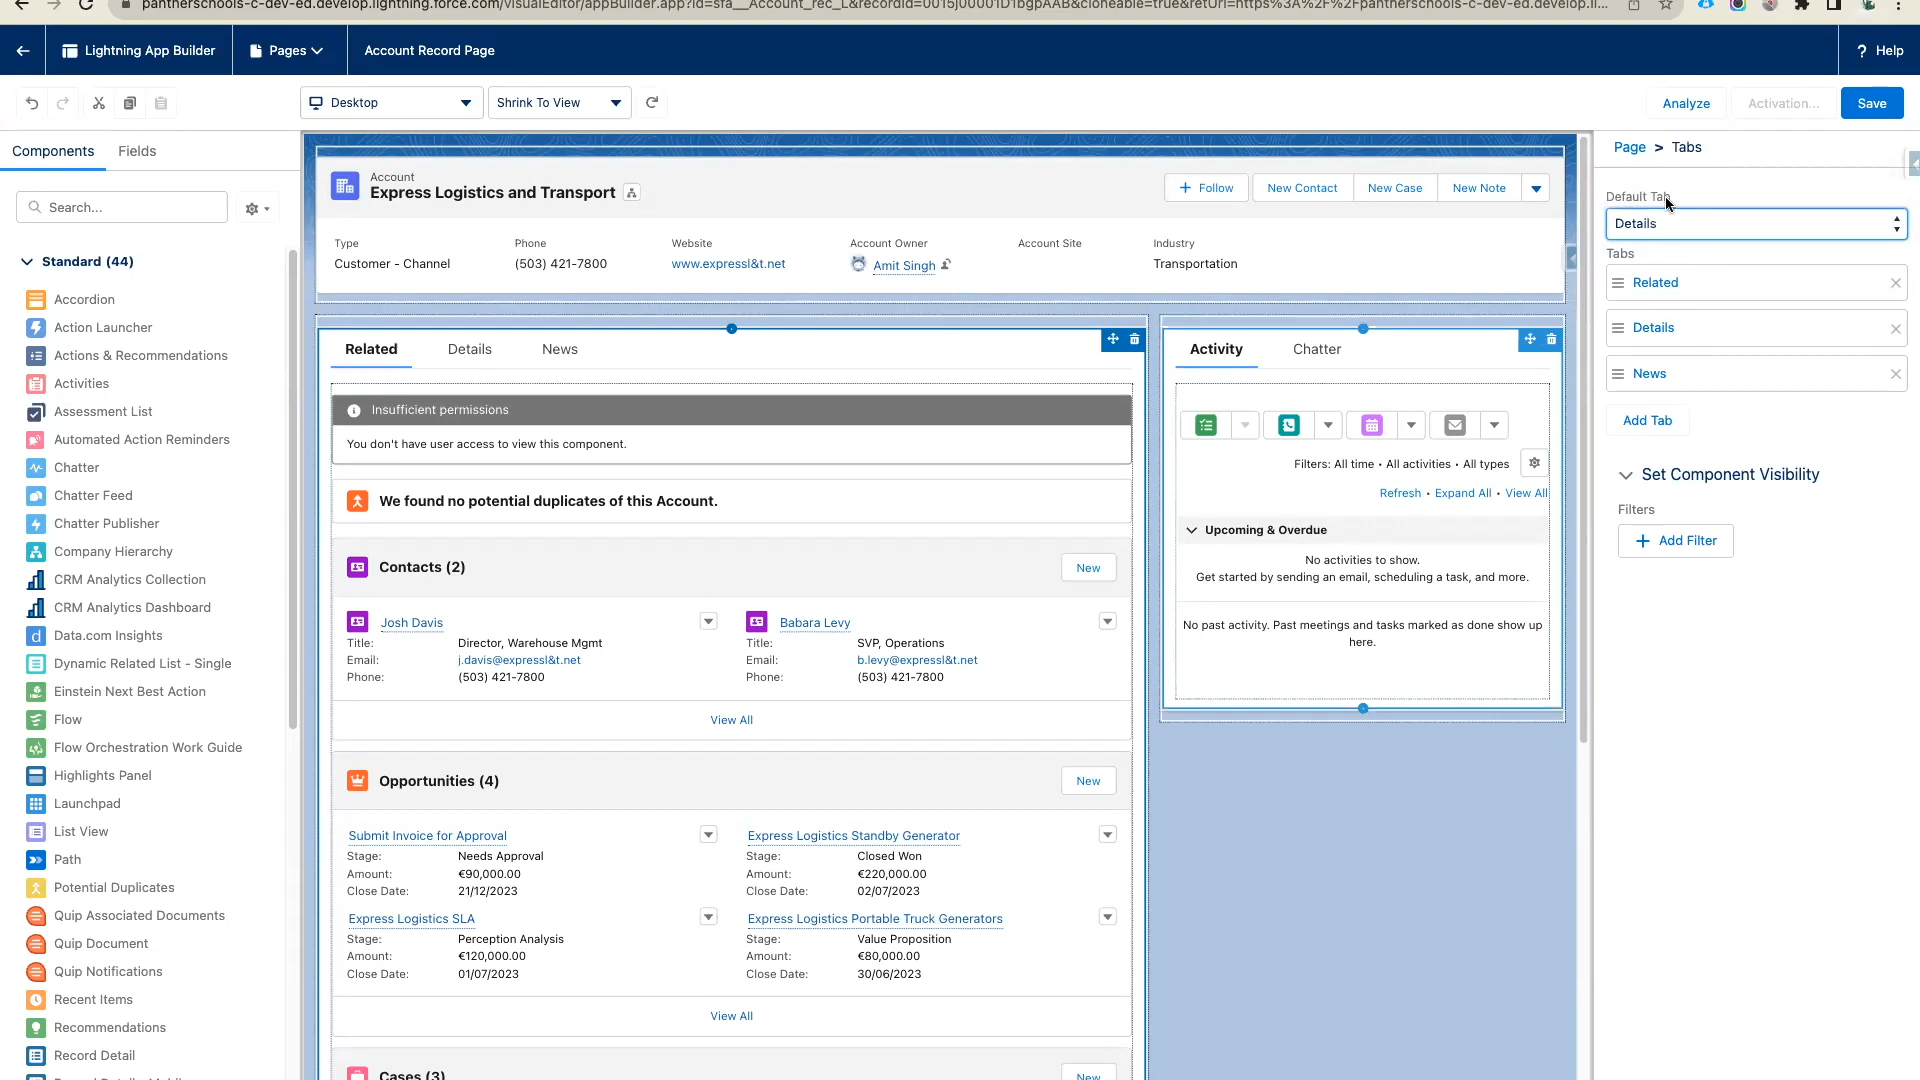 pantherschools-c-dev-ed.develop.lightning.force.com/visualEditor/appBuilder.app?id=sfa__Account_rec_L&recordId=0015j00001D1bgpAAB&cloneable=true&retUrl=https%3A%2F%2Fpantherschools-c-dev-ed.develop.li...
Lightning App Builder
Pages
Account Record Page
? Help
Desktop
Shrink To View
Analyze
Activation...
Save
Components
Fields
Search...
Standard (44)
Accordion
Action Launcher
Actions & Recommendations
Activities
Assessment List
Automated Action Reminders
Chatter
Chatter Feed
Chatter Publisher
Company Hierarchy
CRM Analytics Collection
CRM Analytics Dashboard
Data.com Insights
Dynamic Related List - Single
Einstein Next Best Action
Flow
Flow Orchestration Work Guide
Highlights Panel
Launchpad
List View
Path
Potential Duplicates
Quip Associated Documents
Quip Document
Quip Notifications
Recent Items
Recommendations
Record Detail
Account
Express Logistics and Transport
Follow
New Contact
New Case
New Note
Type
Phone
Website
Account Owner
Account Site
Industry
Customer - Channel
(503) 421-7800
www.expressl&t.net
Amit Singh
Transportation
Related
Details
News
Insufficient permissions
You don't have user access to view this component.
We found no potential duplicates of this Account.
Contacts (2)
New
Josh Davis
Title: Director, Warehouse Mgmt
Email: j.davis@expressl&t.net
Phone: (503) 421-7800
Babara Levy
Title: SVP, Operations
Email: b.levy@expressl&t.net
Phone: (503) 421-7800
View All
Opportunities (4)
New
Submit Invoice for Approval
Stage: Needs Approval
Amount: €90,000.00
Close Date: 21/12/2023
Express Logistics Standby Generator
Stage: Closed Won
Amount: €220,000.00
Close Date: 02/07/2023
Express Logistics SLA
Stage: Perception Analysis
Amount: €120,000.00
Close Date: 01/07/2023
Express Logistics Portable Truck Generators
Stage: Value Proposition
Amount: €80,000.00
Close Date: 30/06/2023
View All
Cases (3)
New
Activity
Chatter
Filters: All time • All activities • All types
Refresh • Expand All • View All
Upcoming & Overdue
No activities to show.
Get started by sending an email, scheduling a task, and more.
No past activity. Past meetings and tasks marked as done show up
here.
Page > Tabs
Default Tab
Details
Tabs
Related
Details
News
Add Tab
Set Component Visibility
Filters
Add Filter